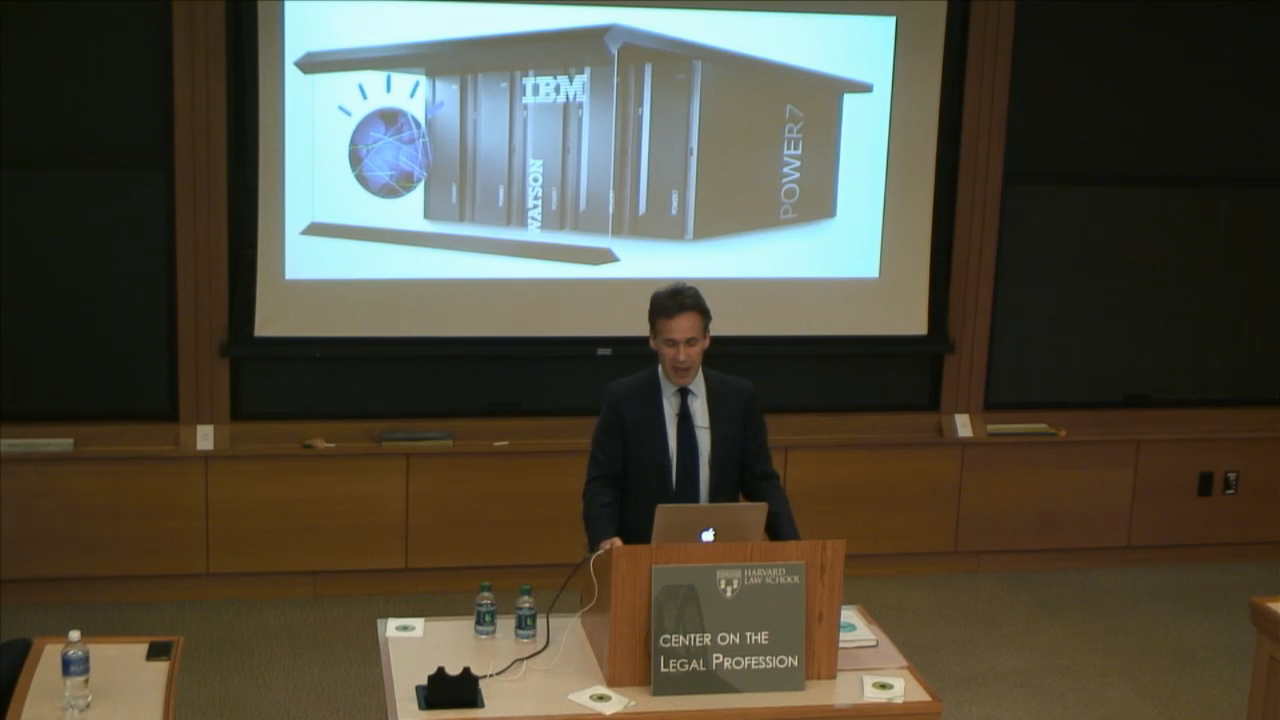 IBM
WATSON
POWER7
HARVARD
LAW SCHOOL
CENTER ON THE
LEGAL PROFESSION